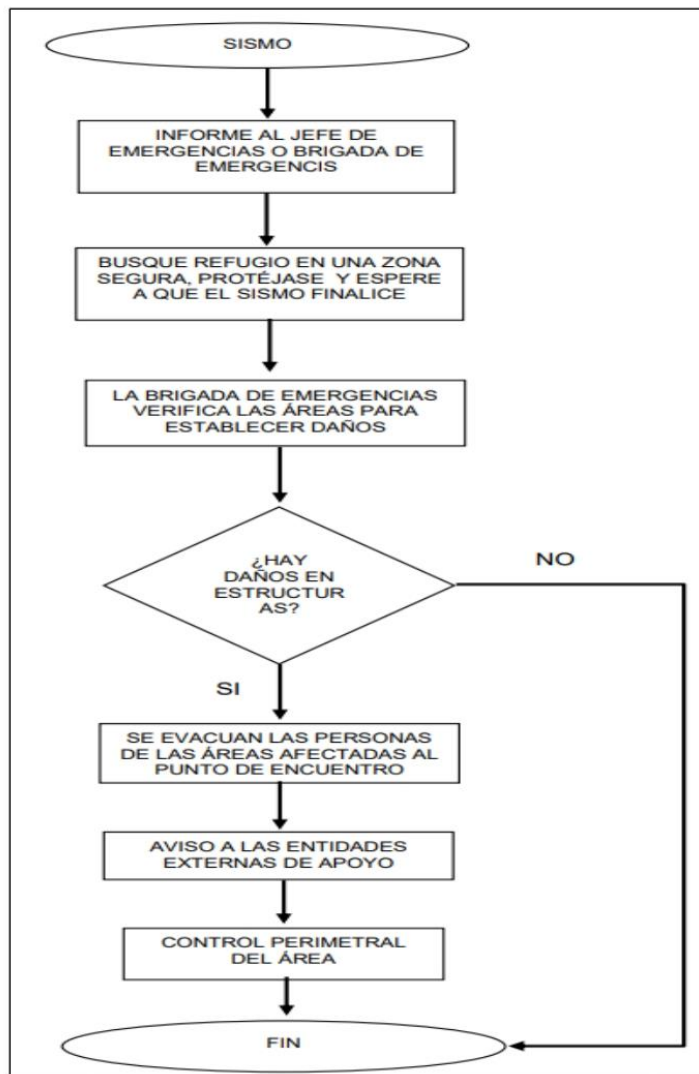 SISMO
INFORME AL JEFE DE
EMERGENCIAS O BRIGADA DE
EMERGENCIS
BUSQUE REFUGIO EN UNA ZONA
SEGURA, PROTÉJASE Y ESPERE
A QUE EL SISMO FINALICE
LA BRIGADA DE EMERGENCIAS
VERIFICA LAS ÁREAS PARA
ESTABLECER DAÑOS
¿HAY
DAÑOS EN
ESTRUCTUR
AS?
NO
SI
SE EVACUAN LAS PERSONAS
DE LAS ÁREAS AFECTADAS AL
PUNTO DE ENCUENTRO
AVISO A LAS ENTIDADES
EXTERNAS DE APOYO
CONTROL PERIMETRAL
DEL ÁREA
FIN